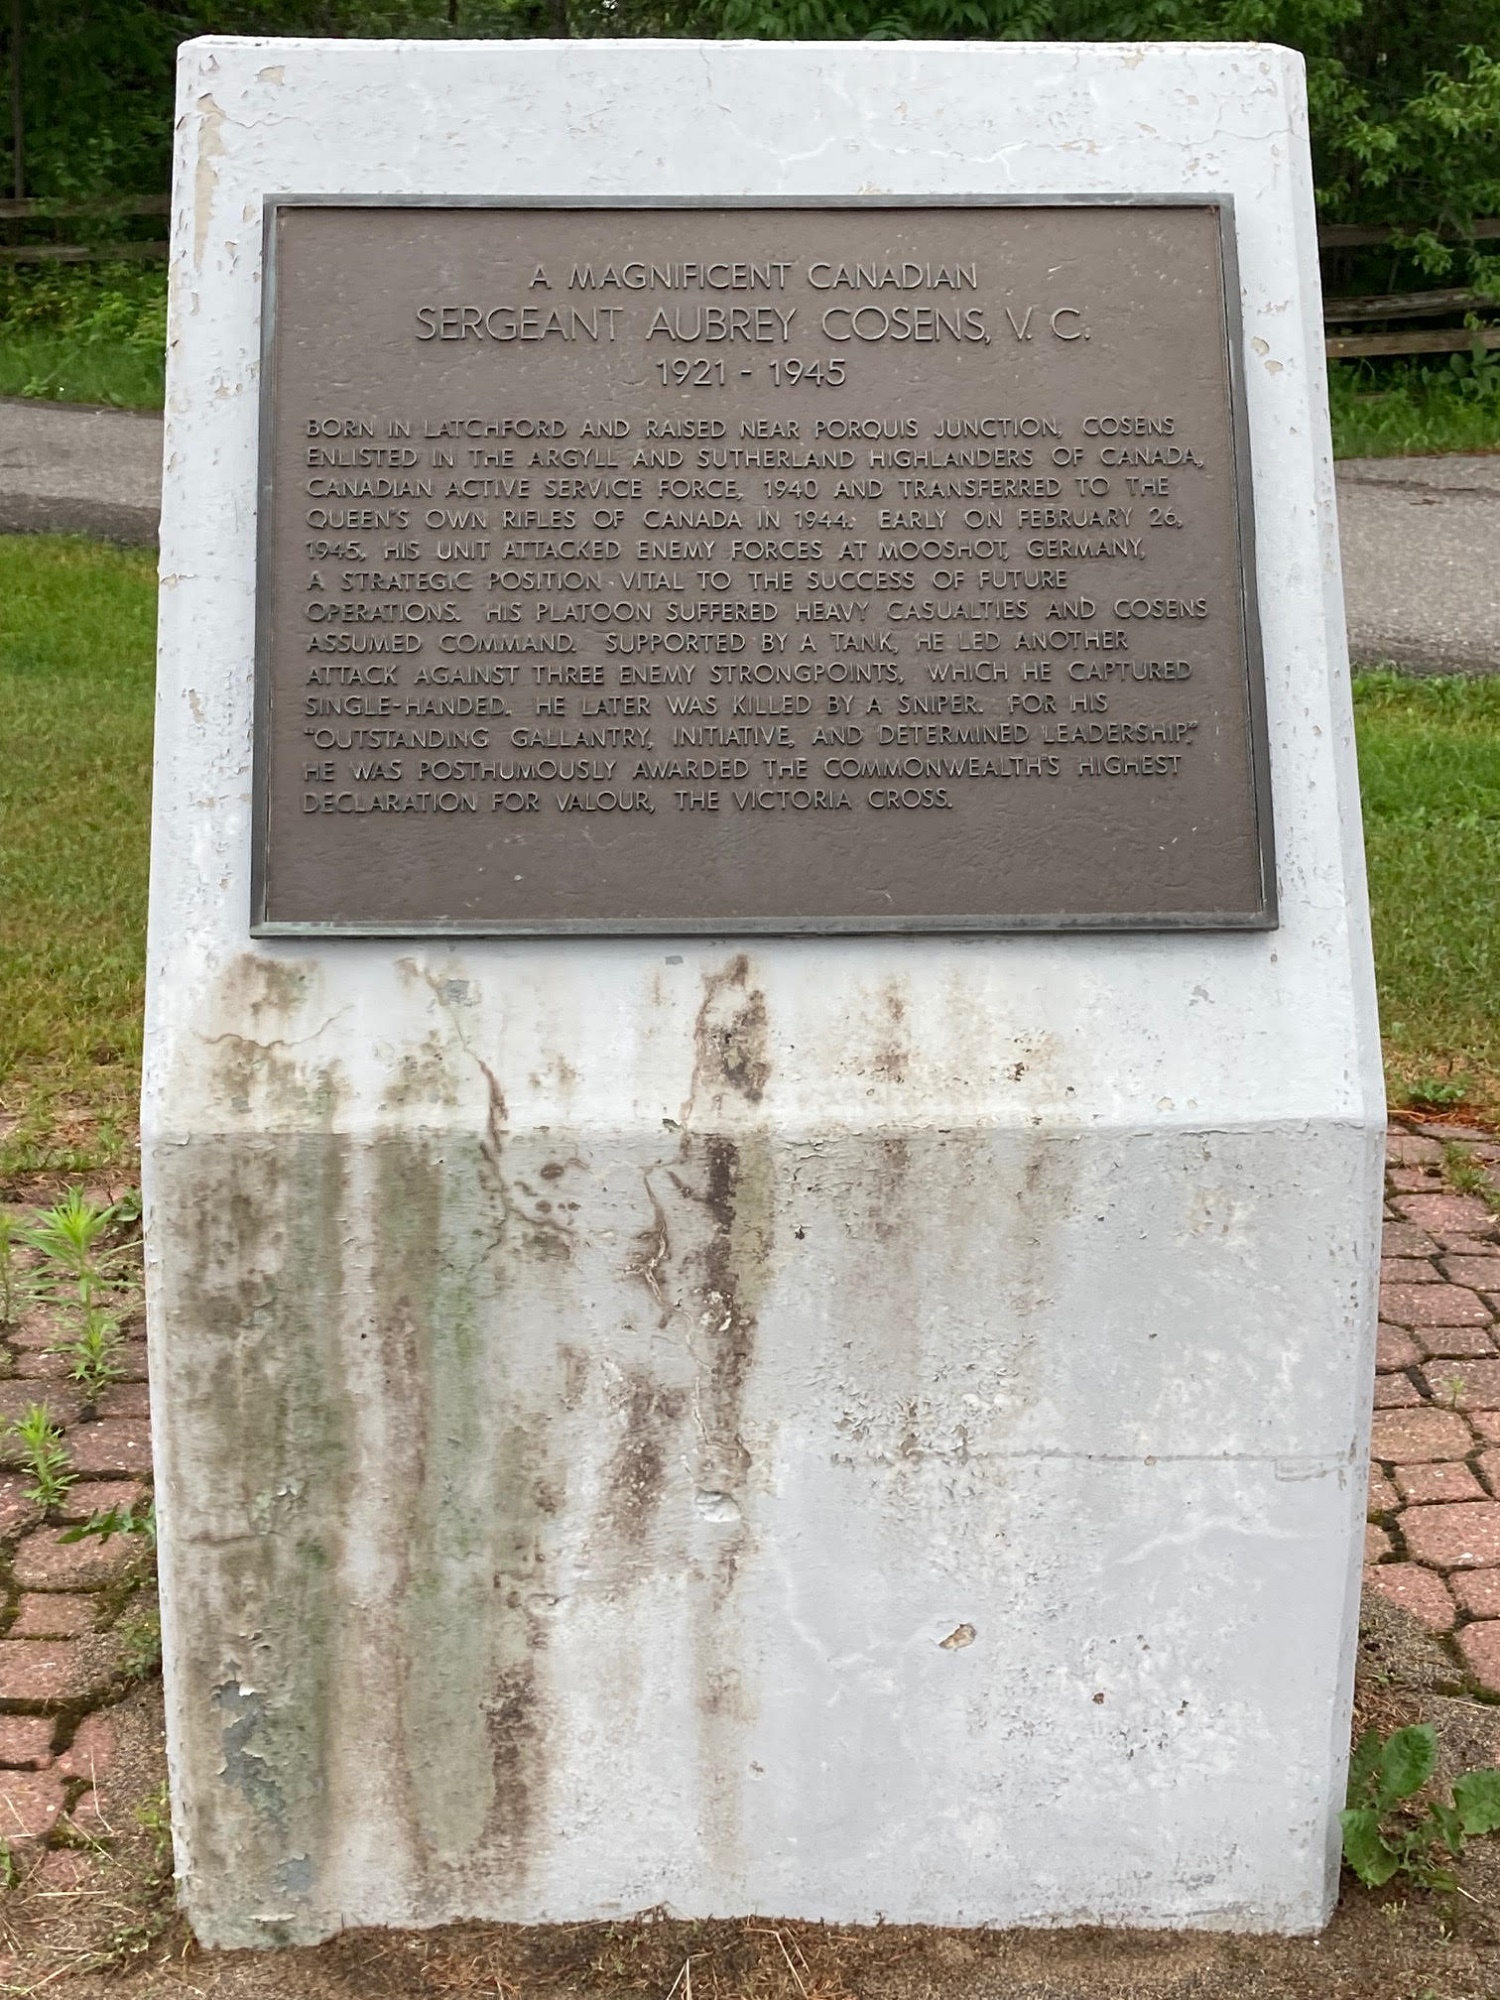 A MAGNIFICENT CANADIAN
SERGEANT AUBREY COSENS, V. C.
1921 - 1945
BORN IN LATCHFORD AND RAISED NEAR PORQUIS JUNCTION, COSENS
ENLISTED IN THE ARGYLL AND SUTHERLAND HIGHLANDERS OF CANADA,
CANADIAN ACTIVE SERVICE FORCE, 1940 AND TRANSFERRED TO THE
QUEEN'S OWN RIFLES OF CANADA IN 1944. EARLY ON FEBRUARY 26,
1945, HIS UNIT ATTACKED ENEMY FORCES AT MOOSHOT, GERMANY,
A STRATEGIC POSITION VITAL TO THE SUCCESS OF FUTURE
OPERATIONS. HIS PLATOON SUFFERED HEAVY CASUALTIES AND COSENS
ASSUMED COMMAND. SUPPORTED BY A TANK, HE LED ANOTHER
ATTACK AGAINST THREE ENEMY STRONGPOINTS, WHICH HE CAPTURED
SINGLE-HANDED. HE LATER WAS KILLED BY A SNIPER. FOR HIS
"OUTSTANDING GALLANTRY, INITIATIVE, AND DETERMINED LEADERSHIP,"
HE WAS POSTHUMOUSLY AWARDED THE COMMONWEALTH'S HIGHEST
DECLARATION FOR VALOUR, THE VICTORIA CROSS.